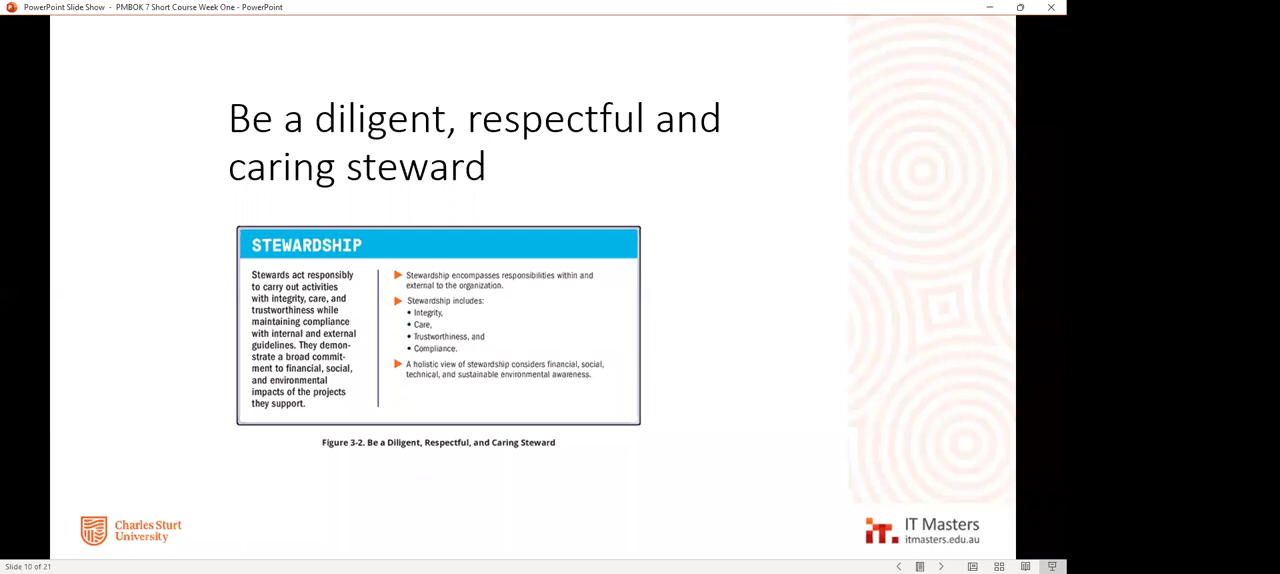 PowerPoint Slide Show - PMBOK 7 Short Course Week One - PowerPoint
Be a diligent, respectful and
caring steward
STEWARDSHIP
Stewards act responsibly
to carry out activities
with integrity, care, and
trustworthiness while
maintaining compliance
with internal and external
guidelines. They demon-
strate a broad commit-
ment to financial, social,
and environmental
impacts of the projects
they support.
Stewardship encompasses responsibilities within and
external to the organization.
Stewardship includes:
• Integrity,
• Care,
• Trustworthiness, and
• Compliance.
A holistic view of stewardship considers financial, social,
technical, and sustainable environmental awareness.
Figure 3-2. Be a Diligent, Respectful, and Caring Steward
Charles Sturt
University
it.
IT Masters
itmasters.edu.au
Slide 10 of 21